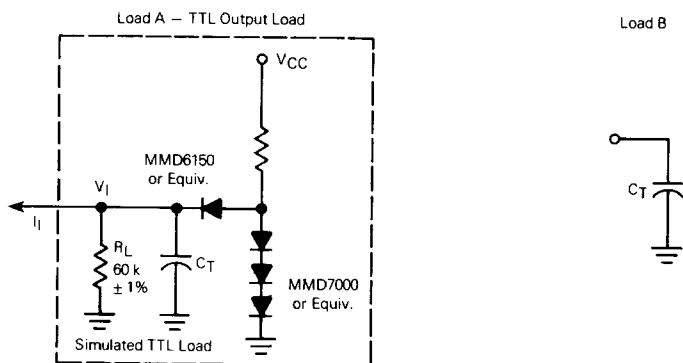 Load A — TTL Output Load
Load B
VCC
MMD6150
or Equiv.
VI
II
RL
60 k
± 1%
CT
CT
MMD7000
or Equiv.
Simulated TTL Load